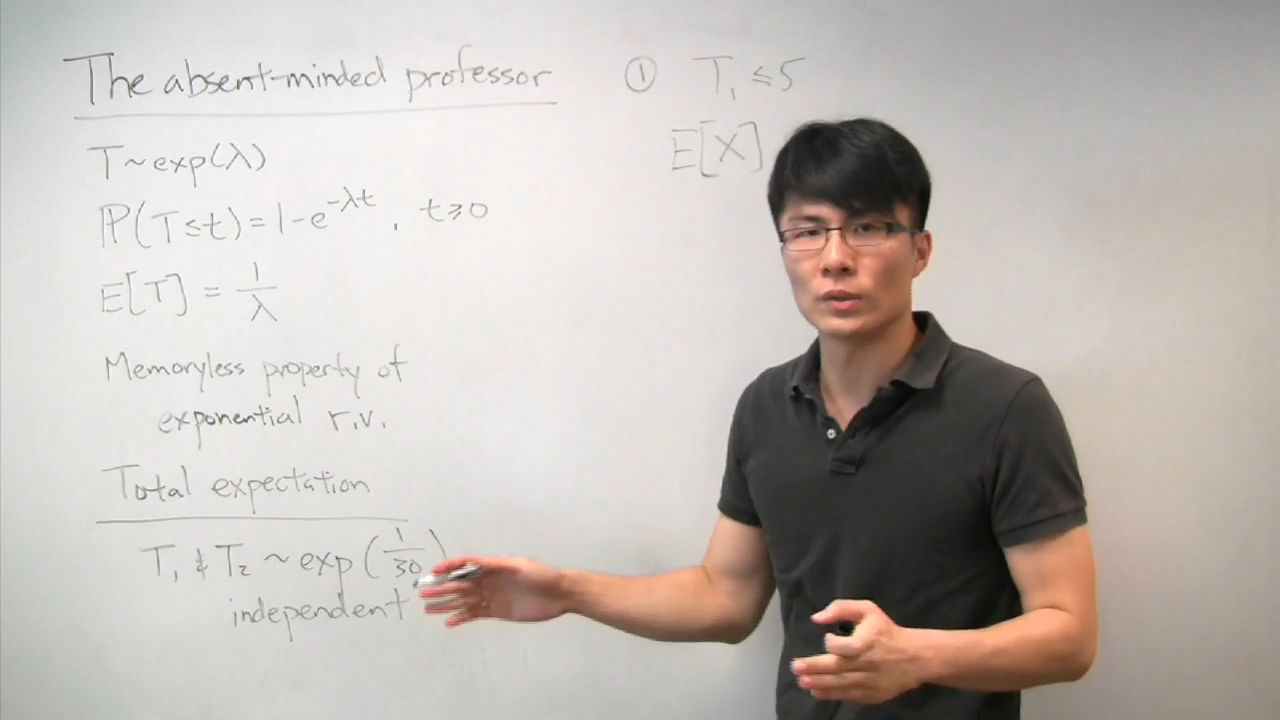 The absent-minded professor
T~exp(λ)
ℙ(T≤t)=1-e^{-λt}, t≥0
E[T] = 1/λ
Memoryless property of
exponential r.v.
Total expectation
T₁ & T₂ ~ exp(1/30)
independent
① T₁ ≤ 5
E[X]